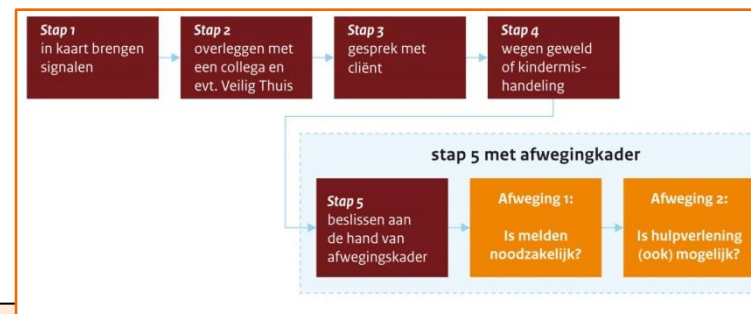 Stap 1
in kaart brengen
signalen
Stap 2
overleggen met
een collega en
evt. Veilig Thuis
Stap 3
gesprek met
cliënt
Stap 4
wegen geweld
of kindermis-
handeling
stap 5 met afwegingkader
Stap 5
beslissen aan
de hand van
afwegingskader
Afweging 1:
Is melden
noodzakelijk?
Afweging 2:
Is hulpverlening
(ook) mogelijk?